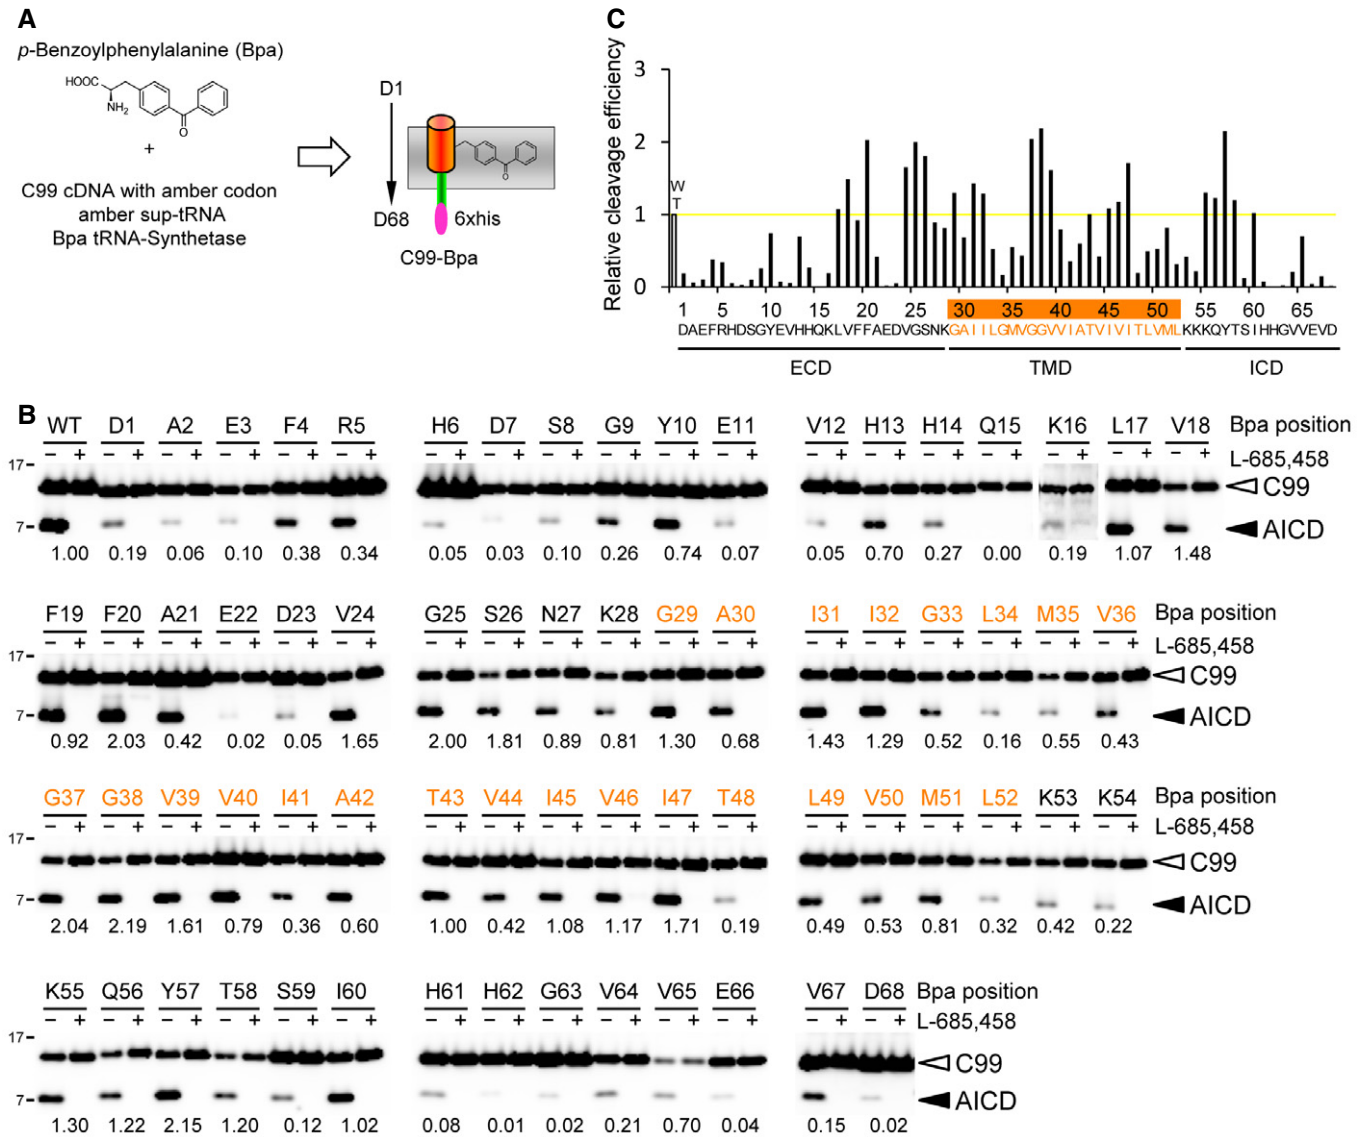 A
p-Benzoylphenylalanine (Bpa)
HOOC
NH2
O
+
C99 cDNA with amber codon
amber sup-tRNA
Bpa tRNA-Synthetase
D1
O
D68
6xhis
C99-Bpa
C
Relative cleavage efficiency
3
2
1
0
W
T
1 5 10 15 20 25 30 35 40 45 50 55 60 65
DAEFRHDSGYEVHHQKLVFFAEDVGSNKGAIILGMVGGVVIATVIVITLVMLKKKQYTSIHHGVVEVD
ECD TMD ICD
B
WT D1 A2 E3 F4 R5 H6 D7 S8 G9 Y10 E11 V12 H13 H14 Q15 K16 L17 V18 Bpa position
− + − + − + − + − + − + − + − + − + − + − + − + − + − + − + − + − + − + − + L-685,458
17
C99
7
AICD
1.00 0.19 0.06 0.10 0.38 0.34 0.05 0.03 0.10 0.26 0.74 0.07 0.05 0.70 0.27 0.00 0.19 1.07 1.48
F19 F20 A21 E22 D23 V24 G25 S26 N27 K28 G29 A30 I31 I32 G33 L34 M35 V36 Bpa position
− + − + − + − + − + − + − + − + − + − + − + − + − + − + − + − + − + − + L-685,458
17
C99
7
AICD
0.92 2.03 0.42 0.02 0.05 1.65 2.00 1.81 0.89 0.81 1.30 0.68 1.43 1.29 0.52 0.16 0.55 0.43
G37 G38 V39 V40 I41 A42 T43 V44 I45 V46 I47 T48 L49 V50 M51 L52 K53 K54 Bpa position
− + − + − + − + − + − + − + − + − + − + − + − + − + − + − + − + − + − + L-685,458
17
C99
7
AICD
2.04 2.19 1.61 0.79 0.36 0.60 1.00 0.42 1.08 1.17 1.71 0.19 0.49 0.53 0.81 0.32 0.42 0.22
K55 Q56 Y57 T58 S59 I60 H61 H62 G63 V64 V65 E66 V67 D68 Bpa position
− + − + − + − + − + − + − + − + − + − + − + − + − + − + L-685,458
17
C99
7
AICD
1.30 1.22 2.15 1.20 0.12 1.02 0.08 0.01 0.02 0.21 0.70 0.04 0.15 0.02